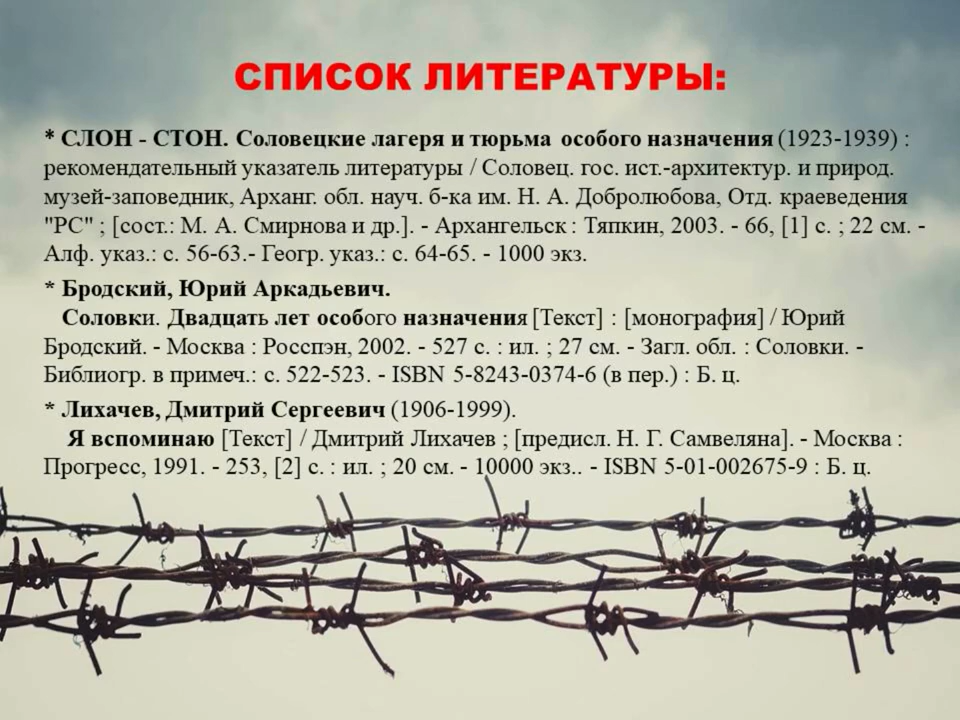 СПИСОК ЛИТЕРАТУРЫ:
* СЛОН - СТОН. Соловецкие лагеря и тюрьма особого назначения (1923-1939) :
рекомендательный указатель литературы / Соловец. гос. ист.-архитектур. и природ.
музей-заповедник, Арханг. обл. науч. б-ка им. Н. А. Добролюбова, Отд. краеведения
"РС" ; [сост.: М. А. Смирнова и др.]. - Архангельск : Тяпкин, 2003. - 66, [1] с. ; 22 см. -
Алф. указ.: с. 56-63.- Геогр. указ.: с. 64-65. - 1000 экз.
* Бродский, Юрий Аркадьевич.
Соловки. Двадцать лет особого назначения [Текст] : [монография] / Юрий
Бродский. - Москва : Росспэн, 2002. - 527 с. : ил. ; 27 см. - Загл. обл. : Соловки. -
Библиогр. в примеч.: с. 522-523. - ISBN 5-8243-0374-6 (в пер.) : Б. ц.
* Лихачев, Дмитрий Сергеевич (1906-1999).
Я вспоминаю [Текст] / Дмитрий Лихачев ; [предисл. Н. Г. Самвеляна]. - Москва :
Прогресс, 1991. - 253, [2] с. : ил. ; 20 см. - 10000 экз.. - ISBN 5-01-002675-9 : Б. ц.